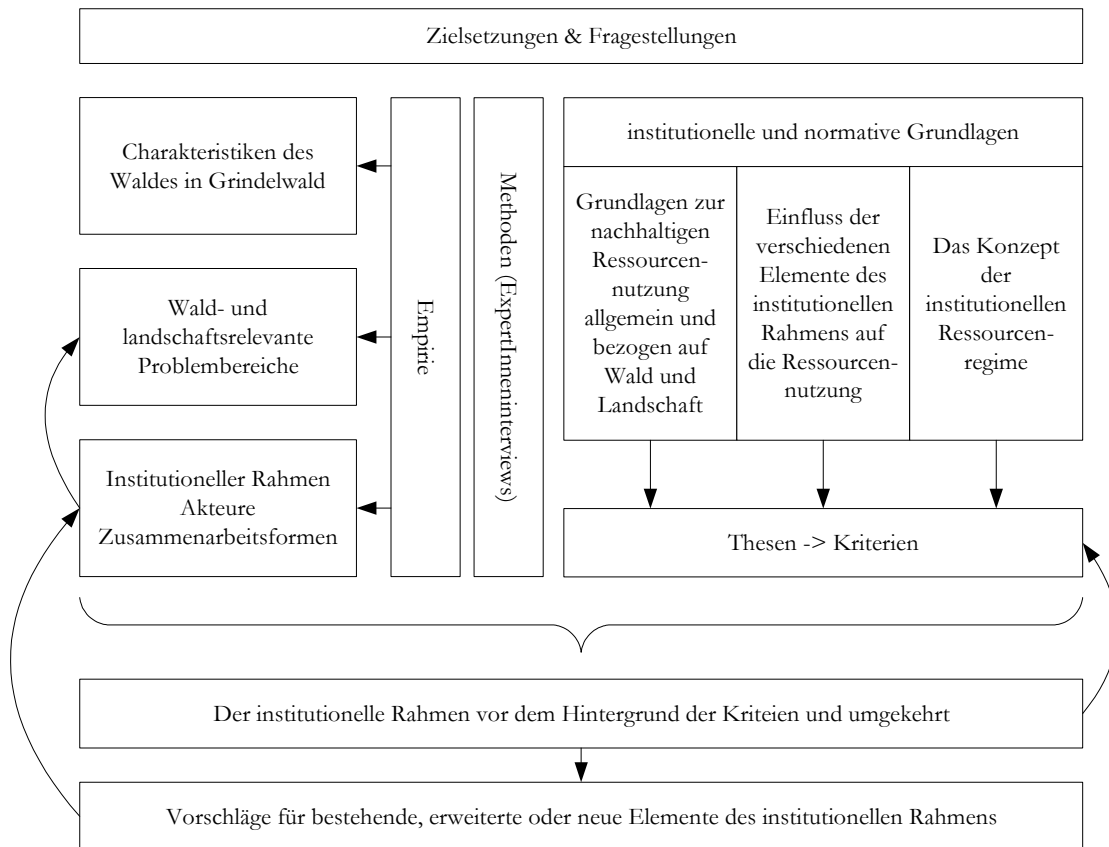 Zielsetzungen & Fragestellungen
Charakteristiken des
Waldes in Grindelwald
Wald- und
landschaftsrelevante
Problembereiche
Institutioneller Rahmen
Akteure
Zusammenarbeitsformen
Empirie
Methoden (ExpertInneninterviews)
institutionelle und normative Grundlagen
Grundlagen zur
nachhaltigen
Ressourcen-
nutzung
allgemein und
bezogen auf
Wald und
Landschaft
Einfluss der
verschiedenen
Elemente des
institutionellen
Rahmens auf
die Ressourcen-
nutzung
Das Konzept
der
institutionellen
Ressourcen-
regime
Thesen -> Kriterien
Der institutionelle Rahmen vor dem Hintergrund der Kriteien und umgekehrt
Vorschläge für bestehende, erweiterte oder neue Elemente des institutionellen Rahmens